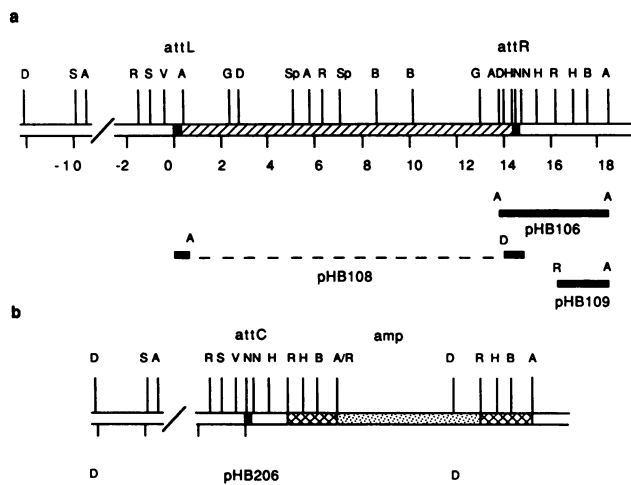 a
attL attR
D S A R S V A G D Sp A R Sp B B G A D H N N H R H B A
-10 -2 0 2 4 6 8 10 12 14 16 18
A A
pHB106
A D
pHB108
R A
pHB109
b
attC amp
D S A R S V N N H R H B A/R D R H B A
D pHB206 D